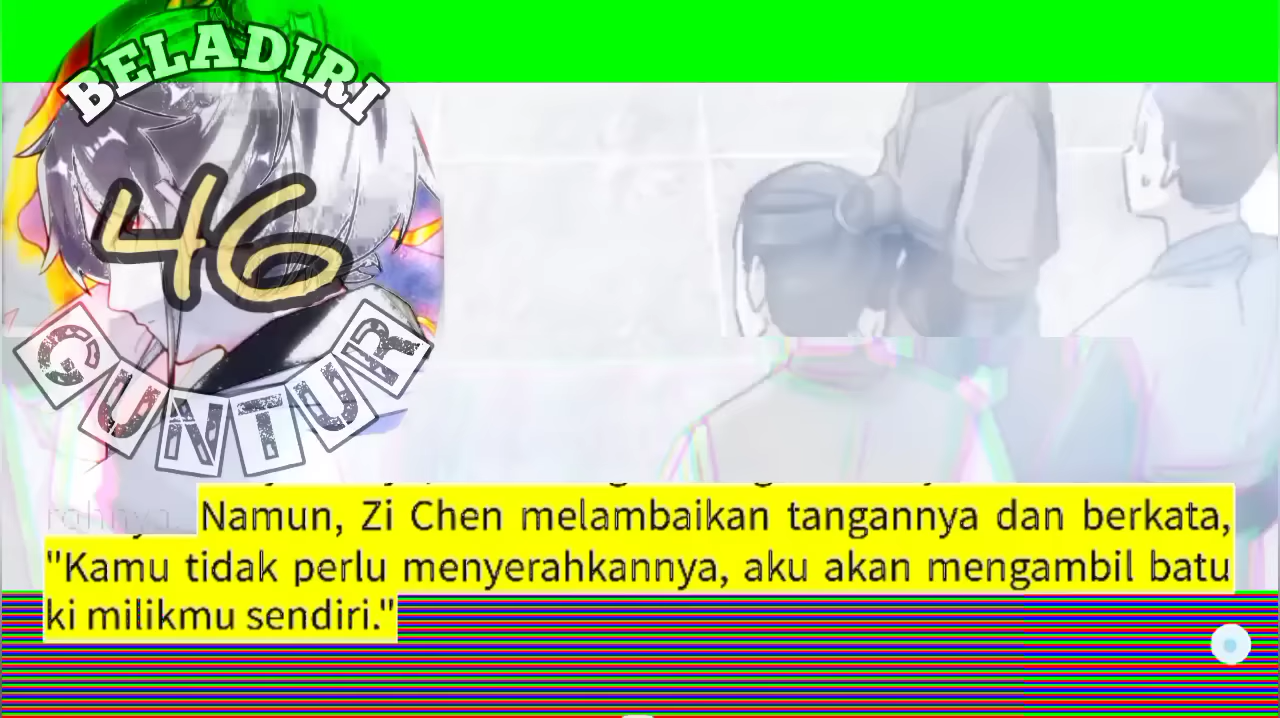 BELADIRI
46
GUNTUR
Namun, Zi Chen melambaikan tangannya dan berkata,
"Kamu tidak perlu menyerahkannya, aku akan mengambil batu
ki milikmu sendiri."